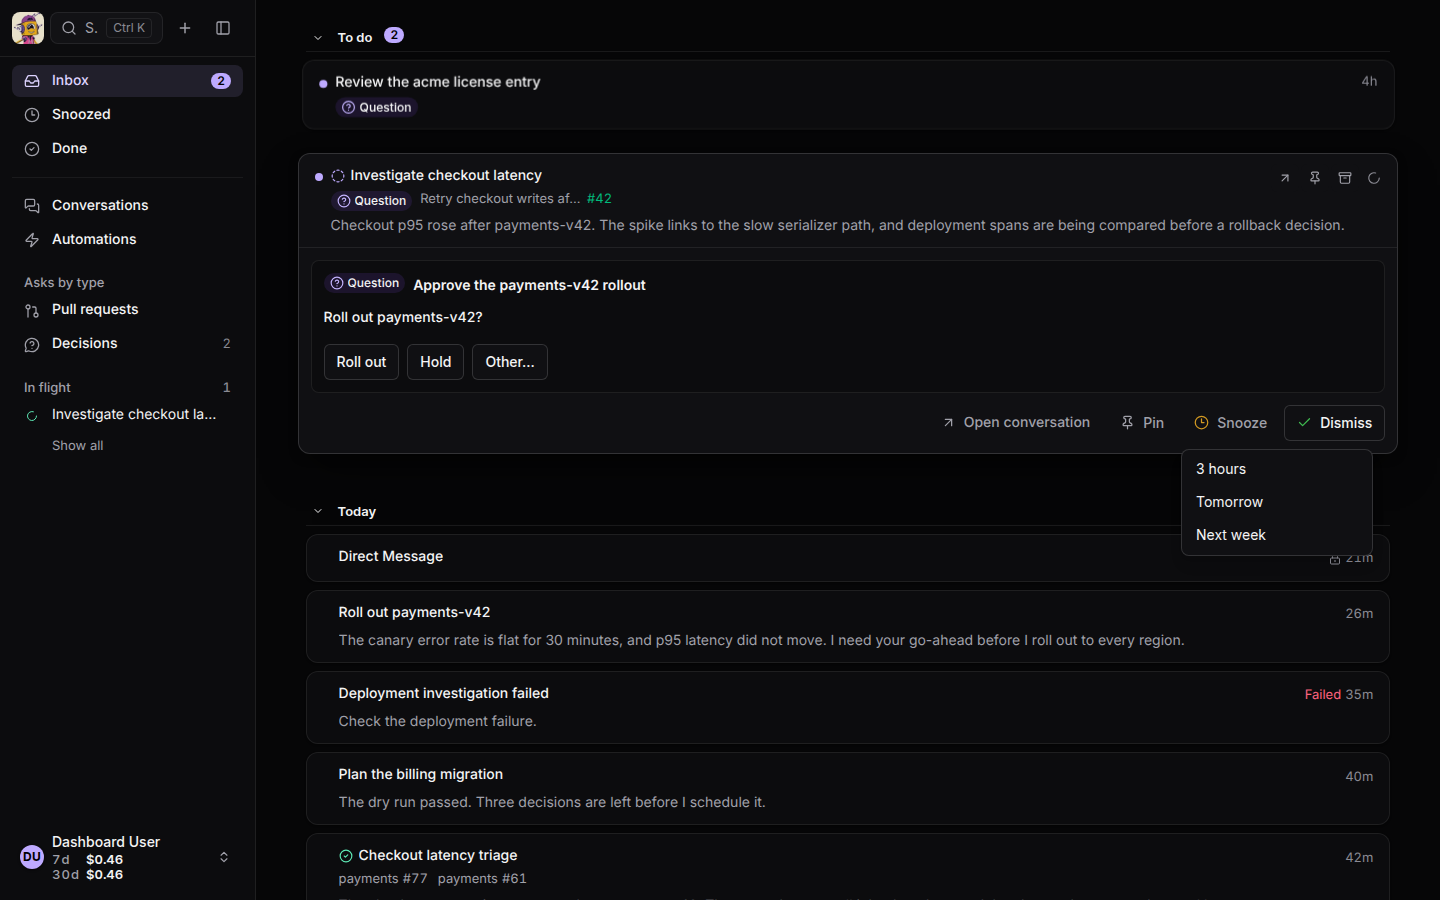 S. Ctrl K
Inbox 2
Snoozed
Done
Conversations
Automations
Asks by type
Pull requests
Decisions 2
In flight 1
Investigate checkout la...
Show all
DU Dashboard User
7d $0.46
30d $0.46
To do 2
Review the acme license entry 4h
Question
Investigate checkout latency
Question Retry checkout writes af... #42
Checkout p95 rose after payments-v42. The spike links to the slow serializer path, and deployment spans are being compared before a rollback decision.
Question Approve the payments-v42 rollout
Roll out payments-v42?
Roll out Hold Other...
Open conversation Pin Snooze Dismiss
3 hours
Tomorrow
Next week
Today
Direct Message 21m
Roll out payments-v42 26m
The canary error rate is flat for 30 minutes, and p95 latency did not move. I need your go-ahead before I roll out to every region.
Deployment investigation failed Failed 35m
Check the deployment failure.
Plan the billing migration 40m
The dry run passed. Three decisions are left before I schedule it.
Checkout latency triage 42m
payments #77 payments #61